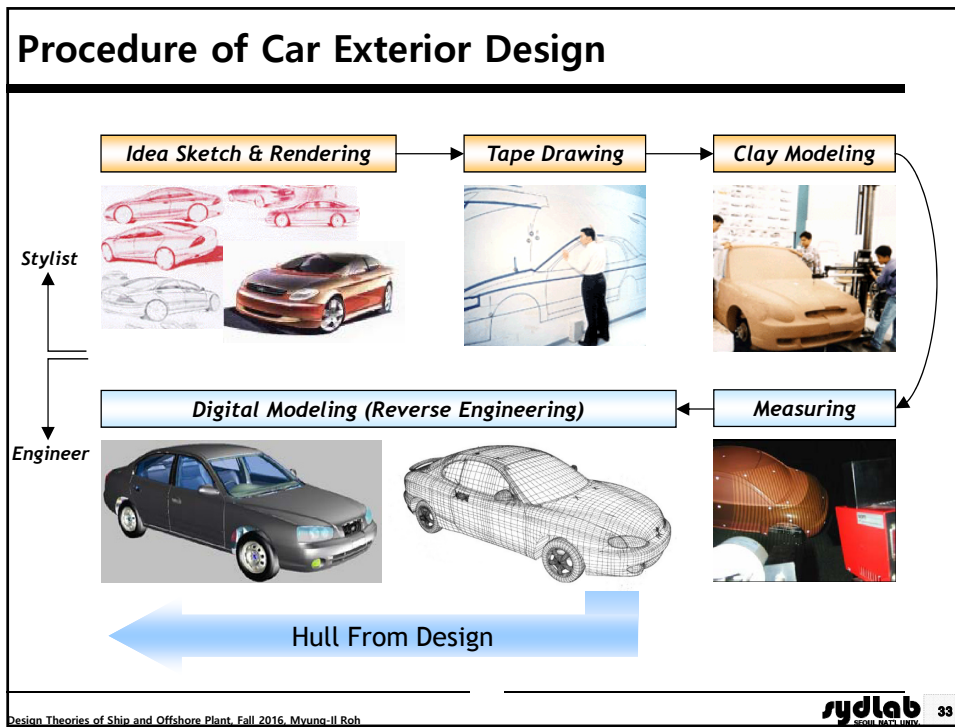 Procedure of Car Exterior Design
Idea Sketch & Rendering
Tape Drawing
Clay Modeling
Stylist
Engineer
Digital Modeling (Reverse Engineering)
Measuring
Hull From Design
Design Theories of Ship and Offshore Plant, Fall 2016, Myung-Il Roh
sydlab
SEOUL NAT'L UNIV.
33